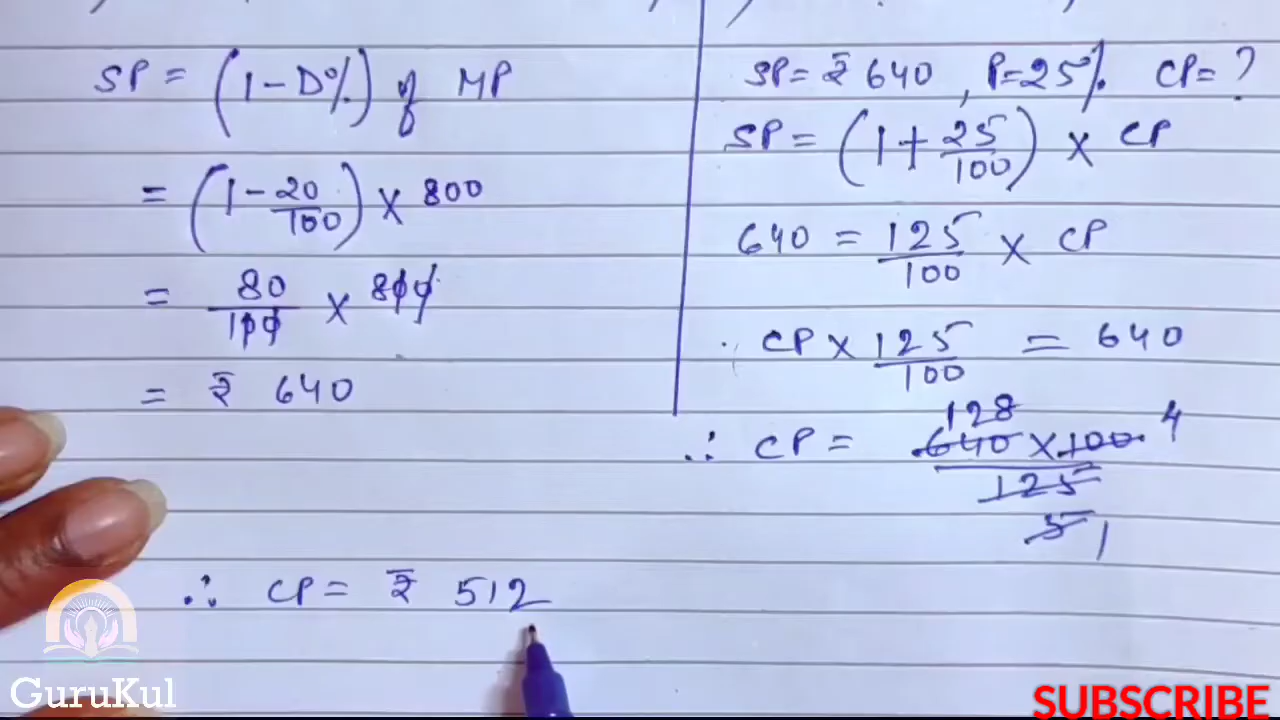 SP = (1 - D%) of MP
= (1 - 20/100) × 800
= 80/100 × 800
= ₹ 640
SP = ₹ 640, P = 25% CP = ?
SP = (1 + 25/100) × CP
640 = 125/100 × CP
CP × 125/100 = 640
128 4
∴ CP = 640 × 100
125
5 1
∴ CP = ₹ 512
GuruKul
SUBSCRIBE